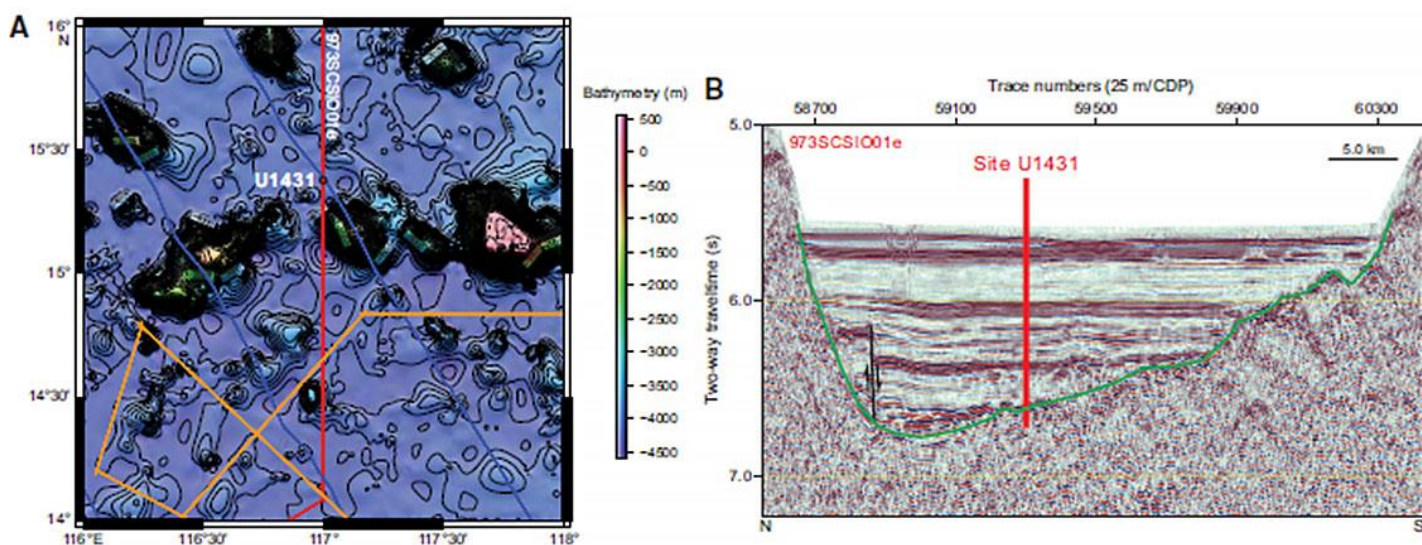 A
16°
N
15°30'
15°
14°30'
14°
116°E
116°30'
117°
117°30'
118°
973SCSIO01e
U1431
Bathymetry (m)
500
0
−500
−1000
−1500
−2000
−2500
−3000
−3500
−4000
−4500
B
Trace numbers (25 m/CDP)
58700
59100
59500
59900
60300
973SCSIO01e
5.0 km
Site U1431
Two-way traveltime (s)
5.0
6.0
7.0
N
S